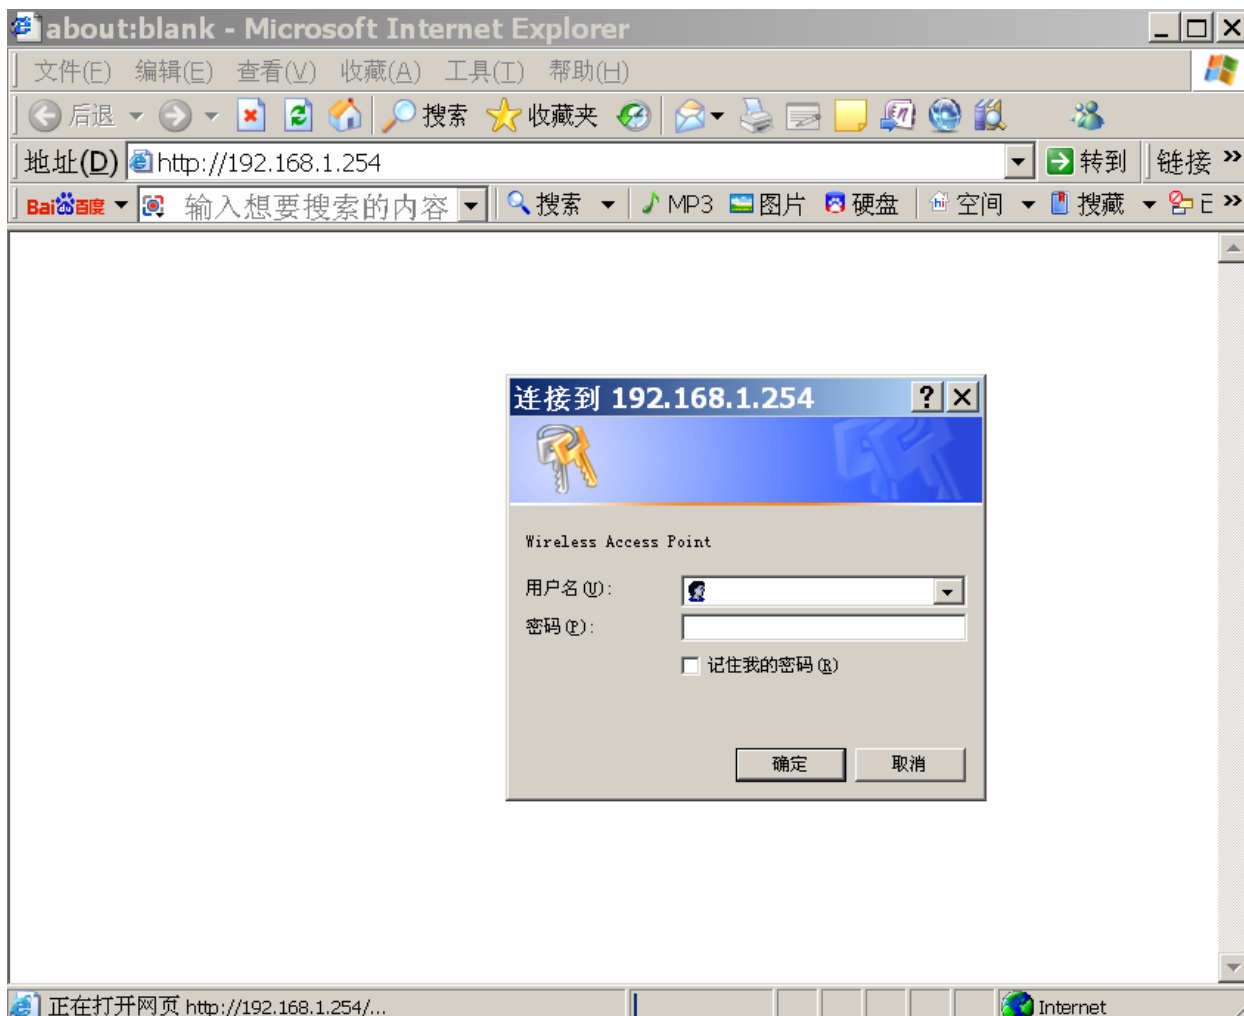 about:blank - Microsoft Internet Explorer
文件(F) 编辑(E) 查看(V) 收藏(A) 工具(T) 帮助(H)
后退 搜索 收藏夹
地址(D) http://192.168.1.254 转到 链接 »
Bai百度 输入想要搜索的内容 搜索 MP3 图片 硬盘 hi 空间 搜藏 »
连接到 192.168.1.254
Wireless Access Point
用户名(U):
密码(P):
记住我的密码(R)
确定 取消
正在打开网页 http://192.168.1.254/... Internet